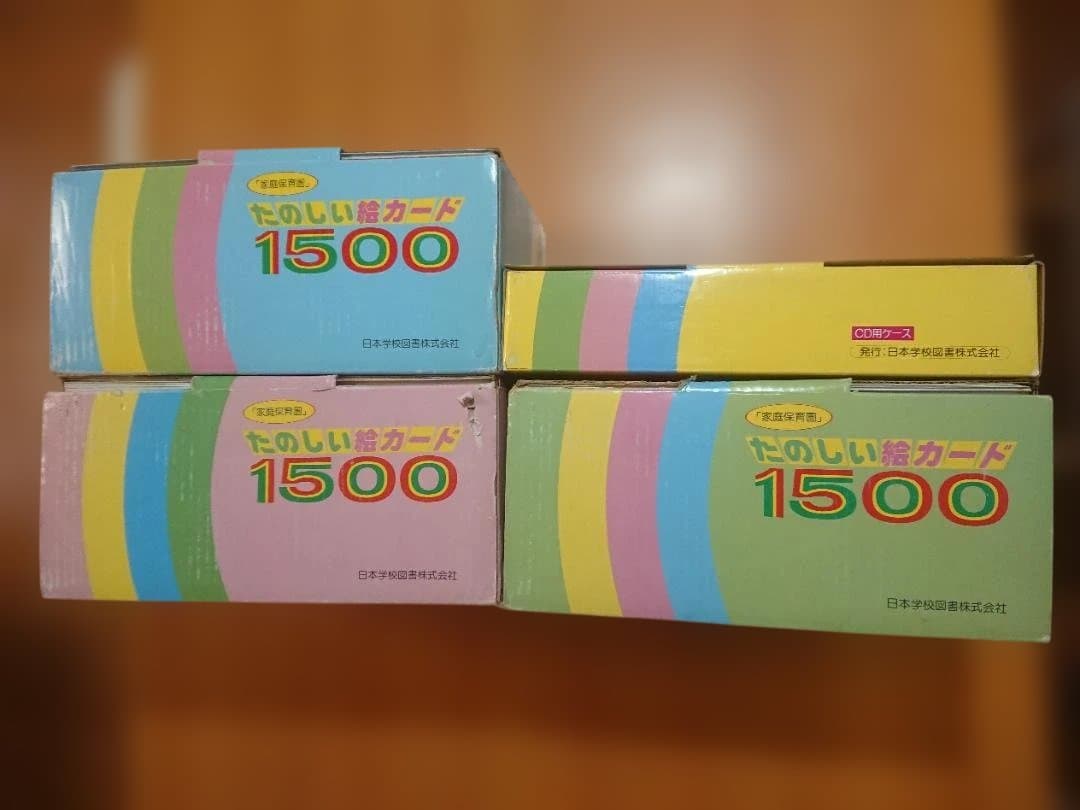 「家庭保育園」
たのしい絵カード
1500
日本学校図書株式会社
CD用ケース
発行：日本学校図書株式会社
「家庭保育園」
たのしい絵カード
1500
日本学校図書株式会社
「家庭保育園」
たのしい絵カード
1500
日本学校図書株式会社